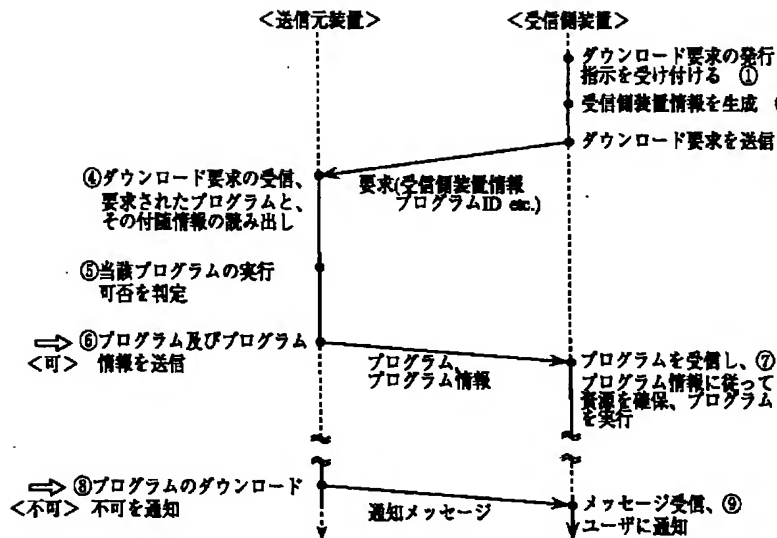 <送信元装置>
<受信側装置>
ダウンロード要求の発行
指示を受け付ける ①
受信側装置情報を生成
ダウンロード要求を送信
④ダウンロード要求の受信、
要求されたプログラムと、
その付随情報の読み出し
要求(受信側装置情報
プログラムID etc.)
⑤当該プログラムの実行
可否を判定
⇨ ⑥プログラム及びプログラム
<可> 情報を送信
プログラム、
プログラム情報
プログラムを受信し、⑦
プログラム情報に従って
資源を確保、プログラム
を実行
⇨ ⑧プログラムのダウンロード
<不可> 不可を通知
通知メッセージ
メッセージ受信、⑨
ユーザに通知